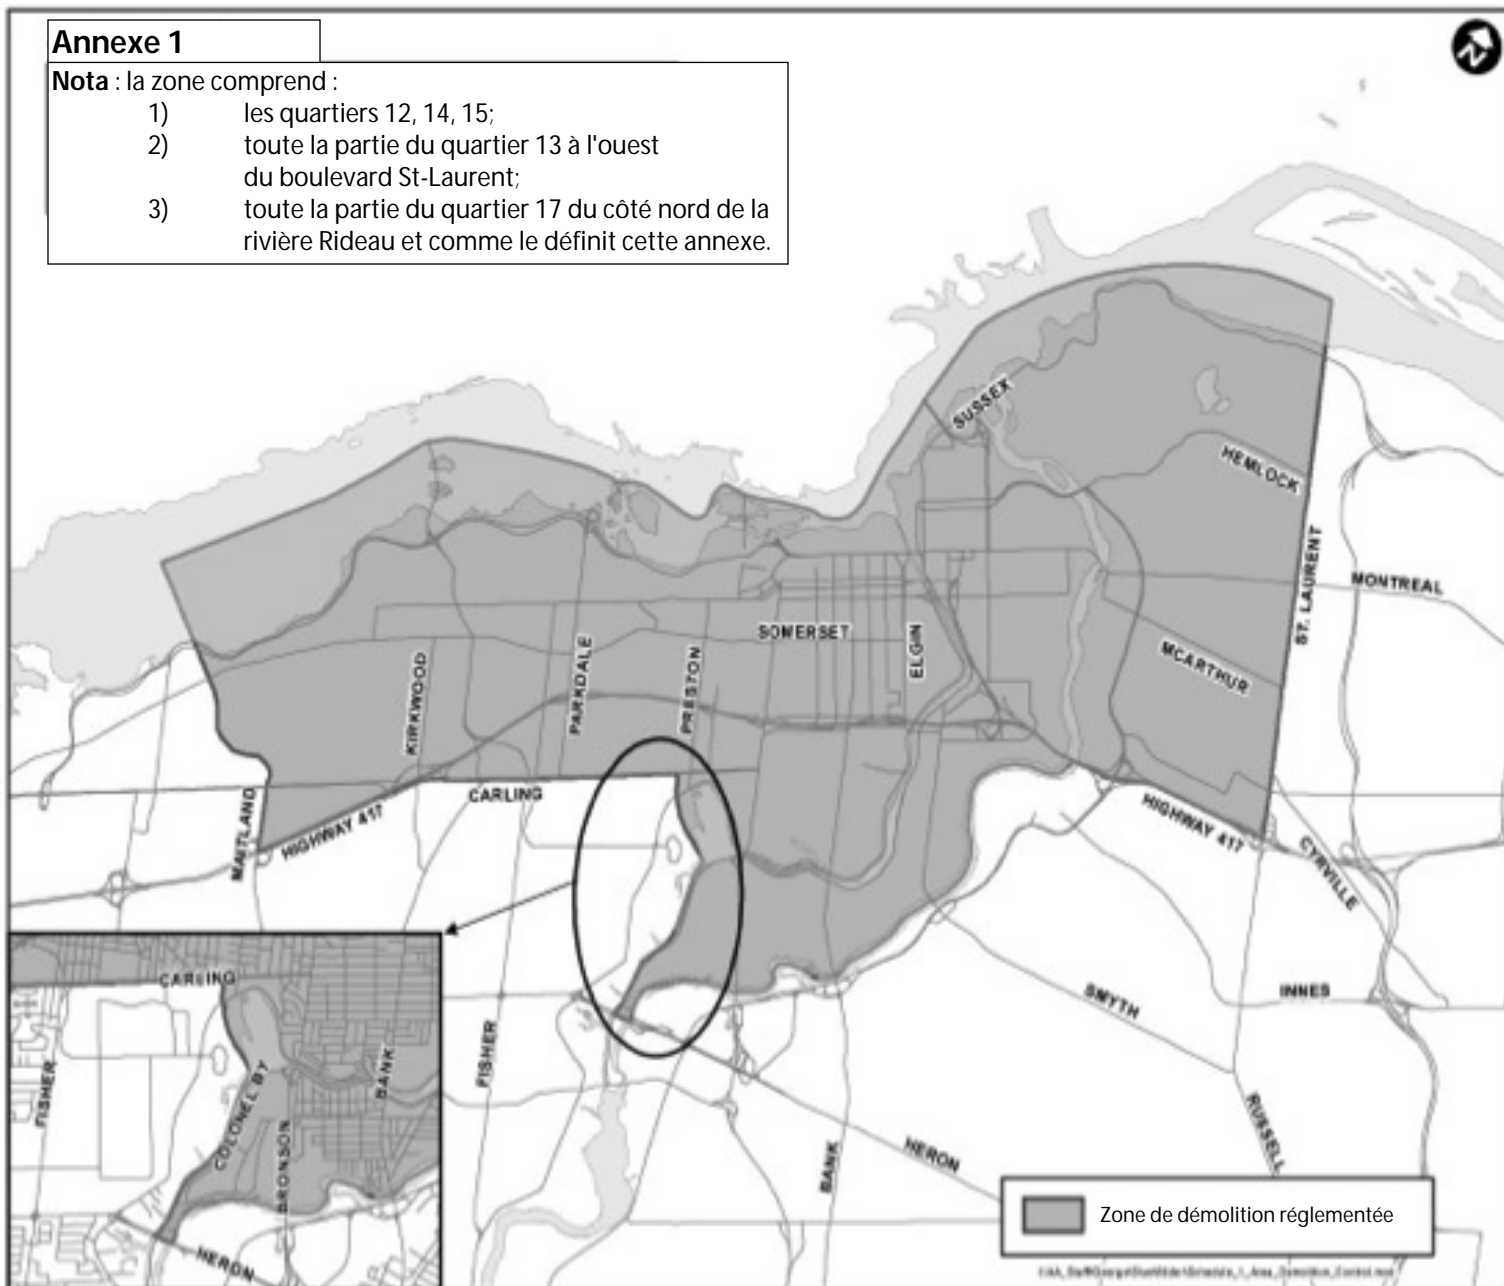 Annexe 1
Nota : la zone comprend :
1) les quartiers 12, 14, 15;
2) toute la partie du quartier 13 à l'ouest
du boulevard St-Laurent;
3) toute la partie du quartier 17 du côté nord de la
rivière Rideau et comme le définit cette annexe.
N
SUSSEX
HEMLOCK
ST. LAURENT
MONTREAL
SOMERSET
ELGIN
MCARTHUR
PARKDALE
PRESTON
KIRKWOOD
CARLING
MAITLAND
HIGHWAY 417
HIGHWAY 417
CYRVILLE
CARLING
FISHER
COLONEL BY
BANK
BRONSON
HERON
FISHER
SMYTH
INNES
RUSSELL
BANK
HERON
Zone de démolition réglementée